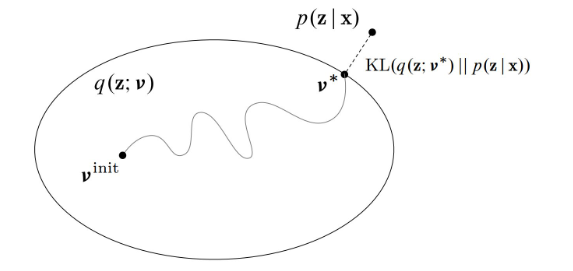 p(z | x)
KL(q(z; ν*) || p(z | x))
q(z; ν)
ν*
ν^init